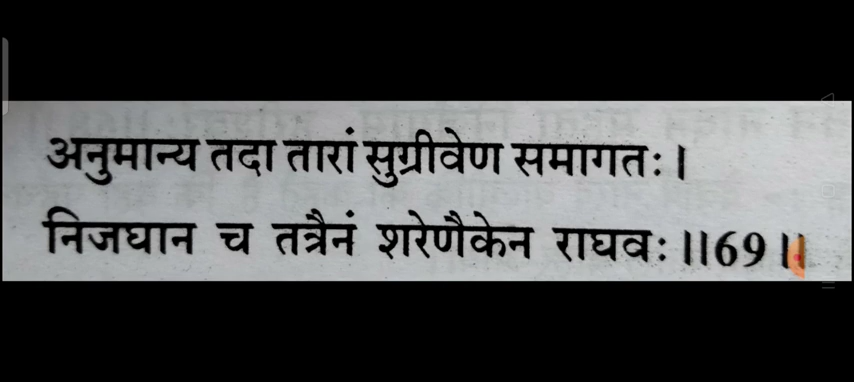 अनुमान्य तदा तारां सुग्रीवेण समागतः ।
निजघान च तत्रैनं शरेणैकेन राघवः ।।69 ।।